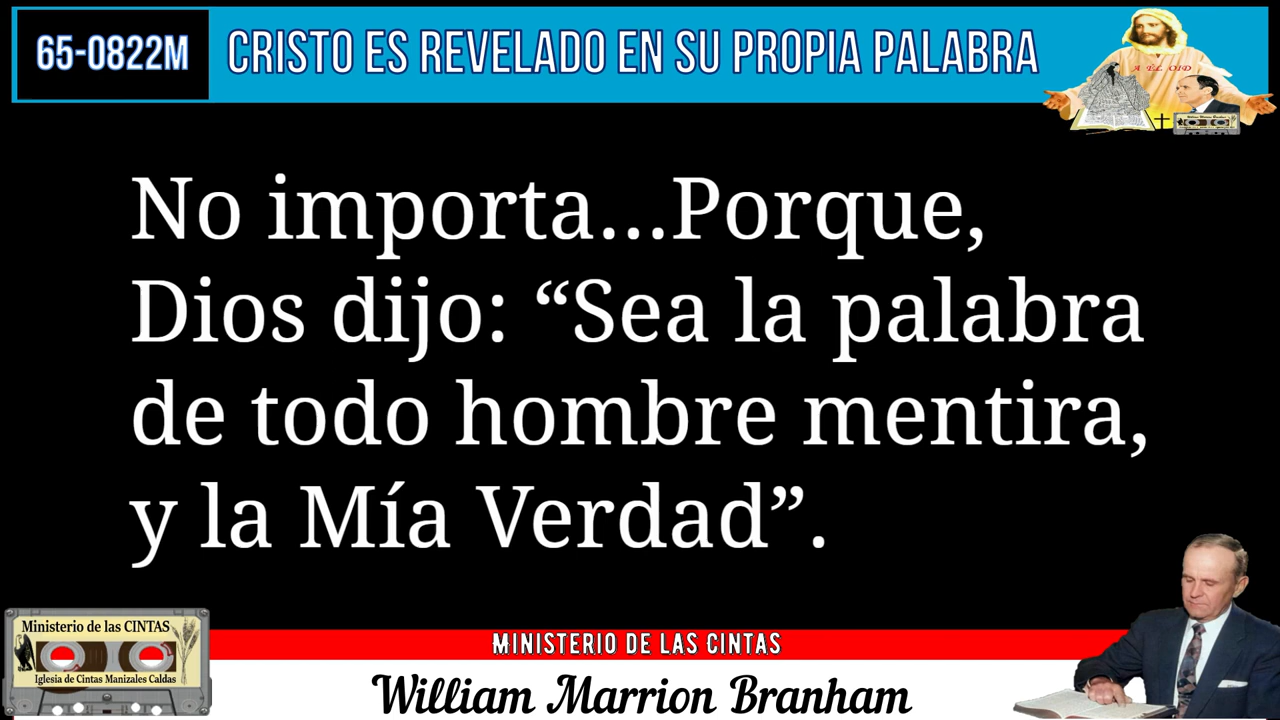 65-0822M
CRISTO ES REVELADO EN SU PROPIA PALABRA
A ÉL OID
No importa...Porque,
Dios dijo: “Sea la palabra
de todo hombre mentira,
y la Mía Verdad”.
Ministerio de las CINTAS
Iglesia de Cintas Manizales Caldas
MINISTERIO DE LAS CINTAS
William Marrion Branham